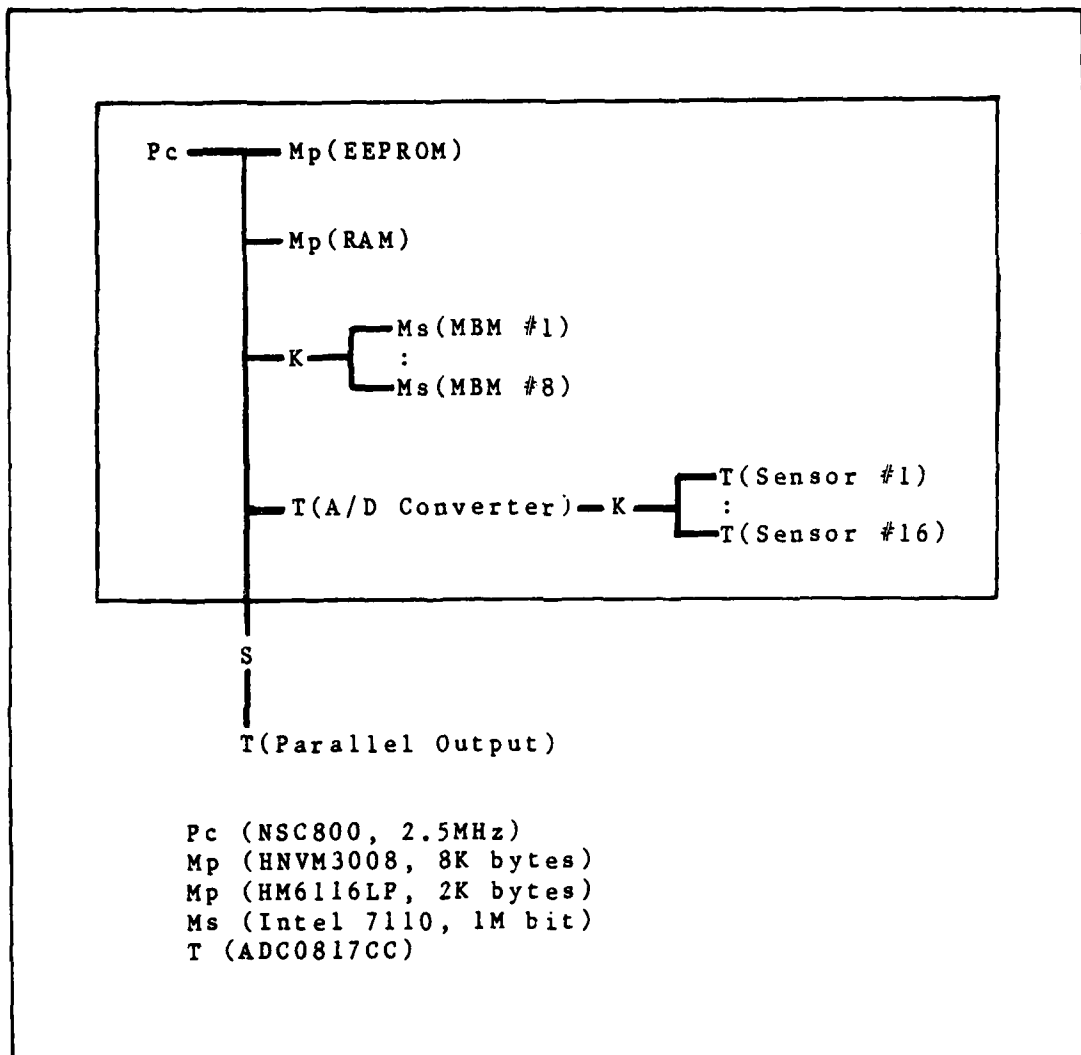 Pc Mp(EEPROM)
Mp(RAM)
K Ms(MBM #1)
:
Ms(MBM #8)
T(A/D Converter) K T(Sensor #1)
:
T(Sensor #16)
S
T(Parallel Output)
Pc (NSC800, 2.5MHz)
Mp (HNVM3008, 8K bytes)
Mp (HM6116LP, 2K bytes)
Ms (Intel 7110, 1M bit)
T (ADC0817CC)